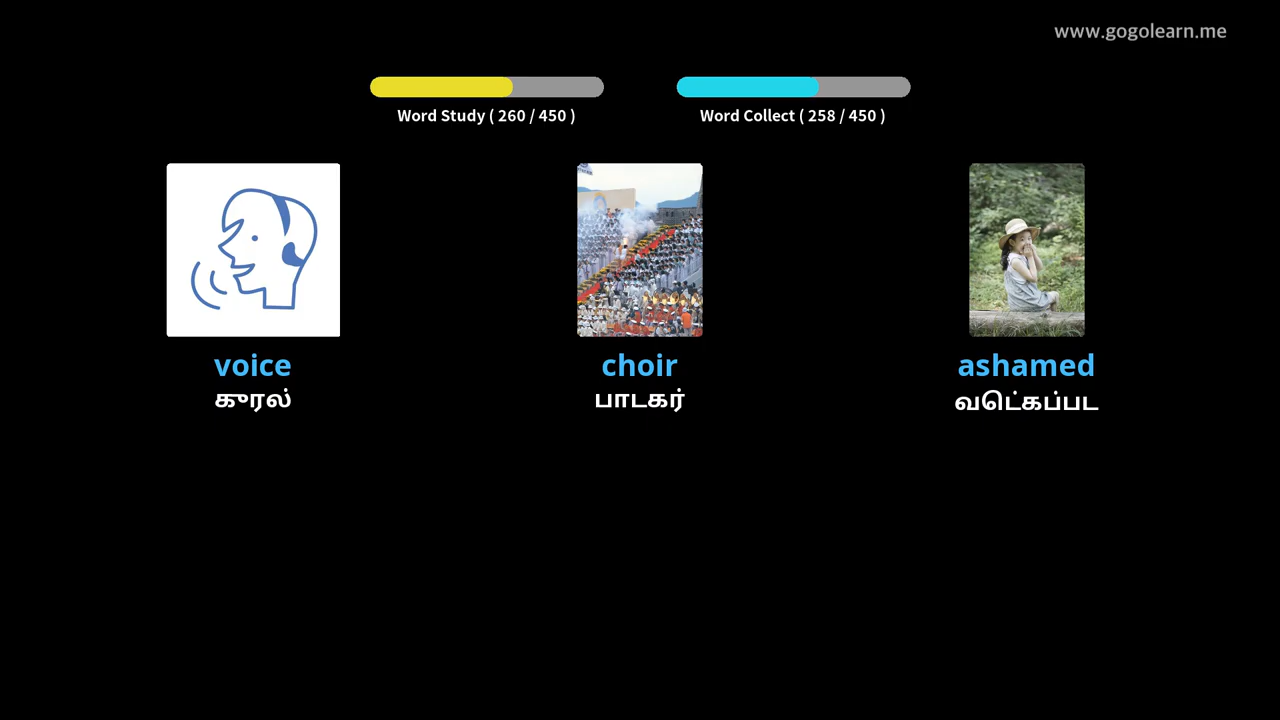 www.gogolearn.me
Word Study ( 260 / 450 )
Word Collect ( 258 / 450 )
voice
choir
ashamed
குரல்
பாடகர்
வெட்கப்பட